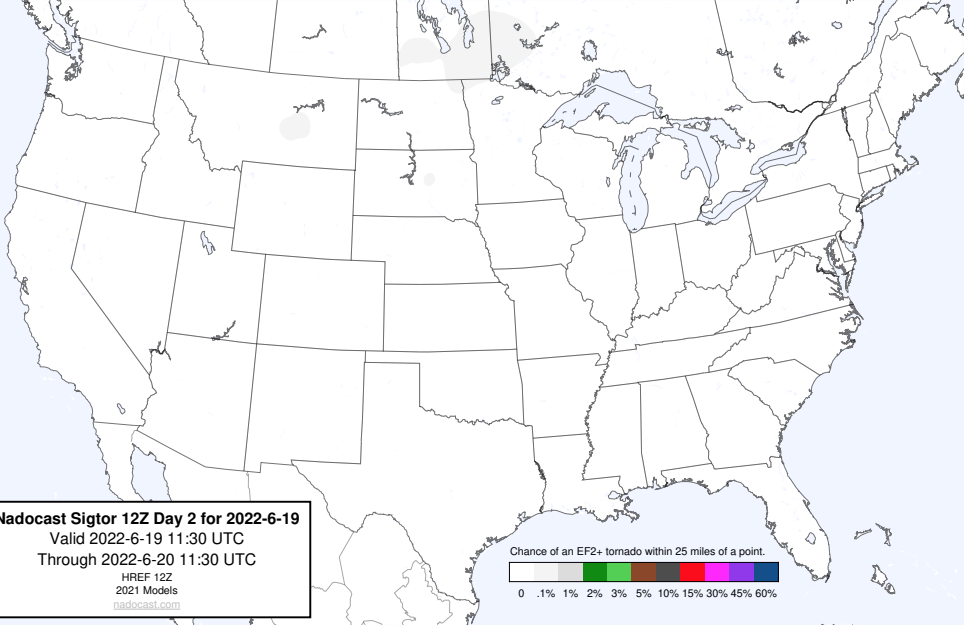 Nadocast Sigtor 12Z Day 2 for 2022-6-19
Valid 2022-6-19 11:30 UTC
Through 2022-6-20 11:30 UTC
HREF 12Z
2021 Models
nadocast.com
Chance of an EF2+ tornado within 25 miles of a point.
0 .1% 1% 2% 3% 5% 10% 15% 30% 45% 60%